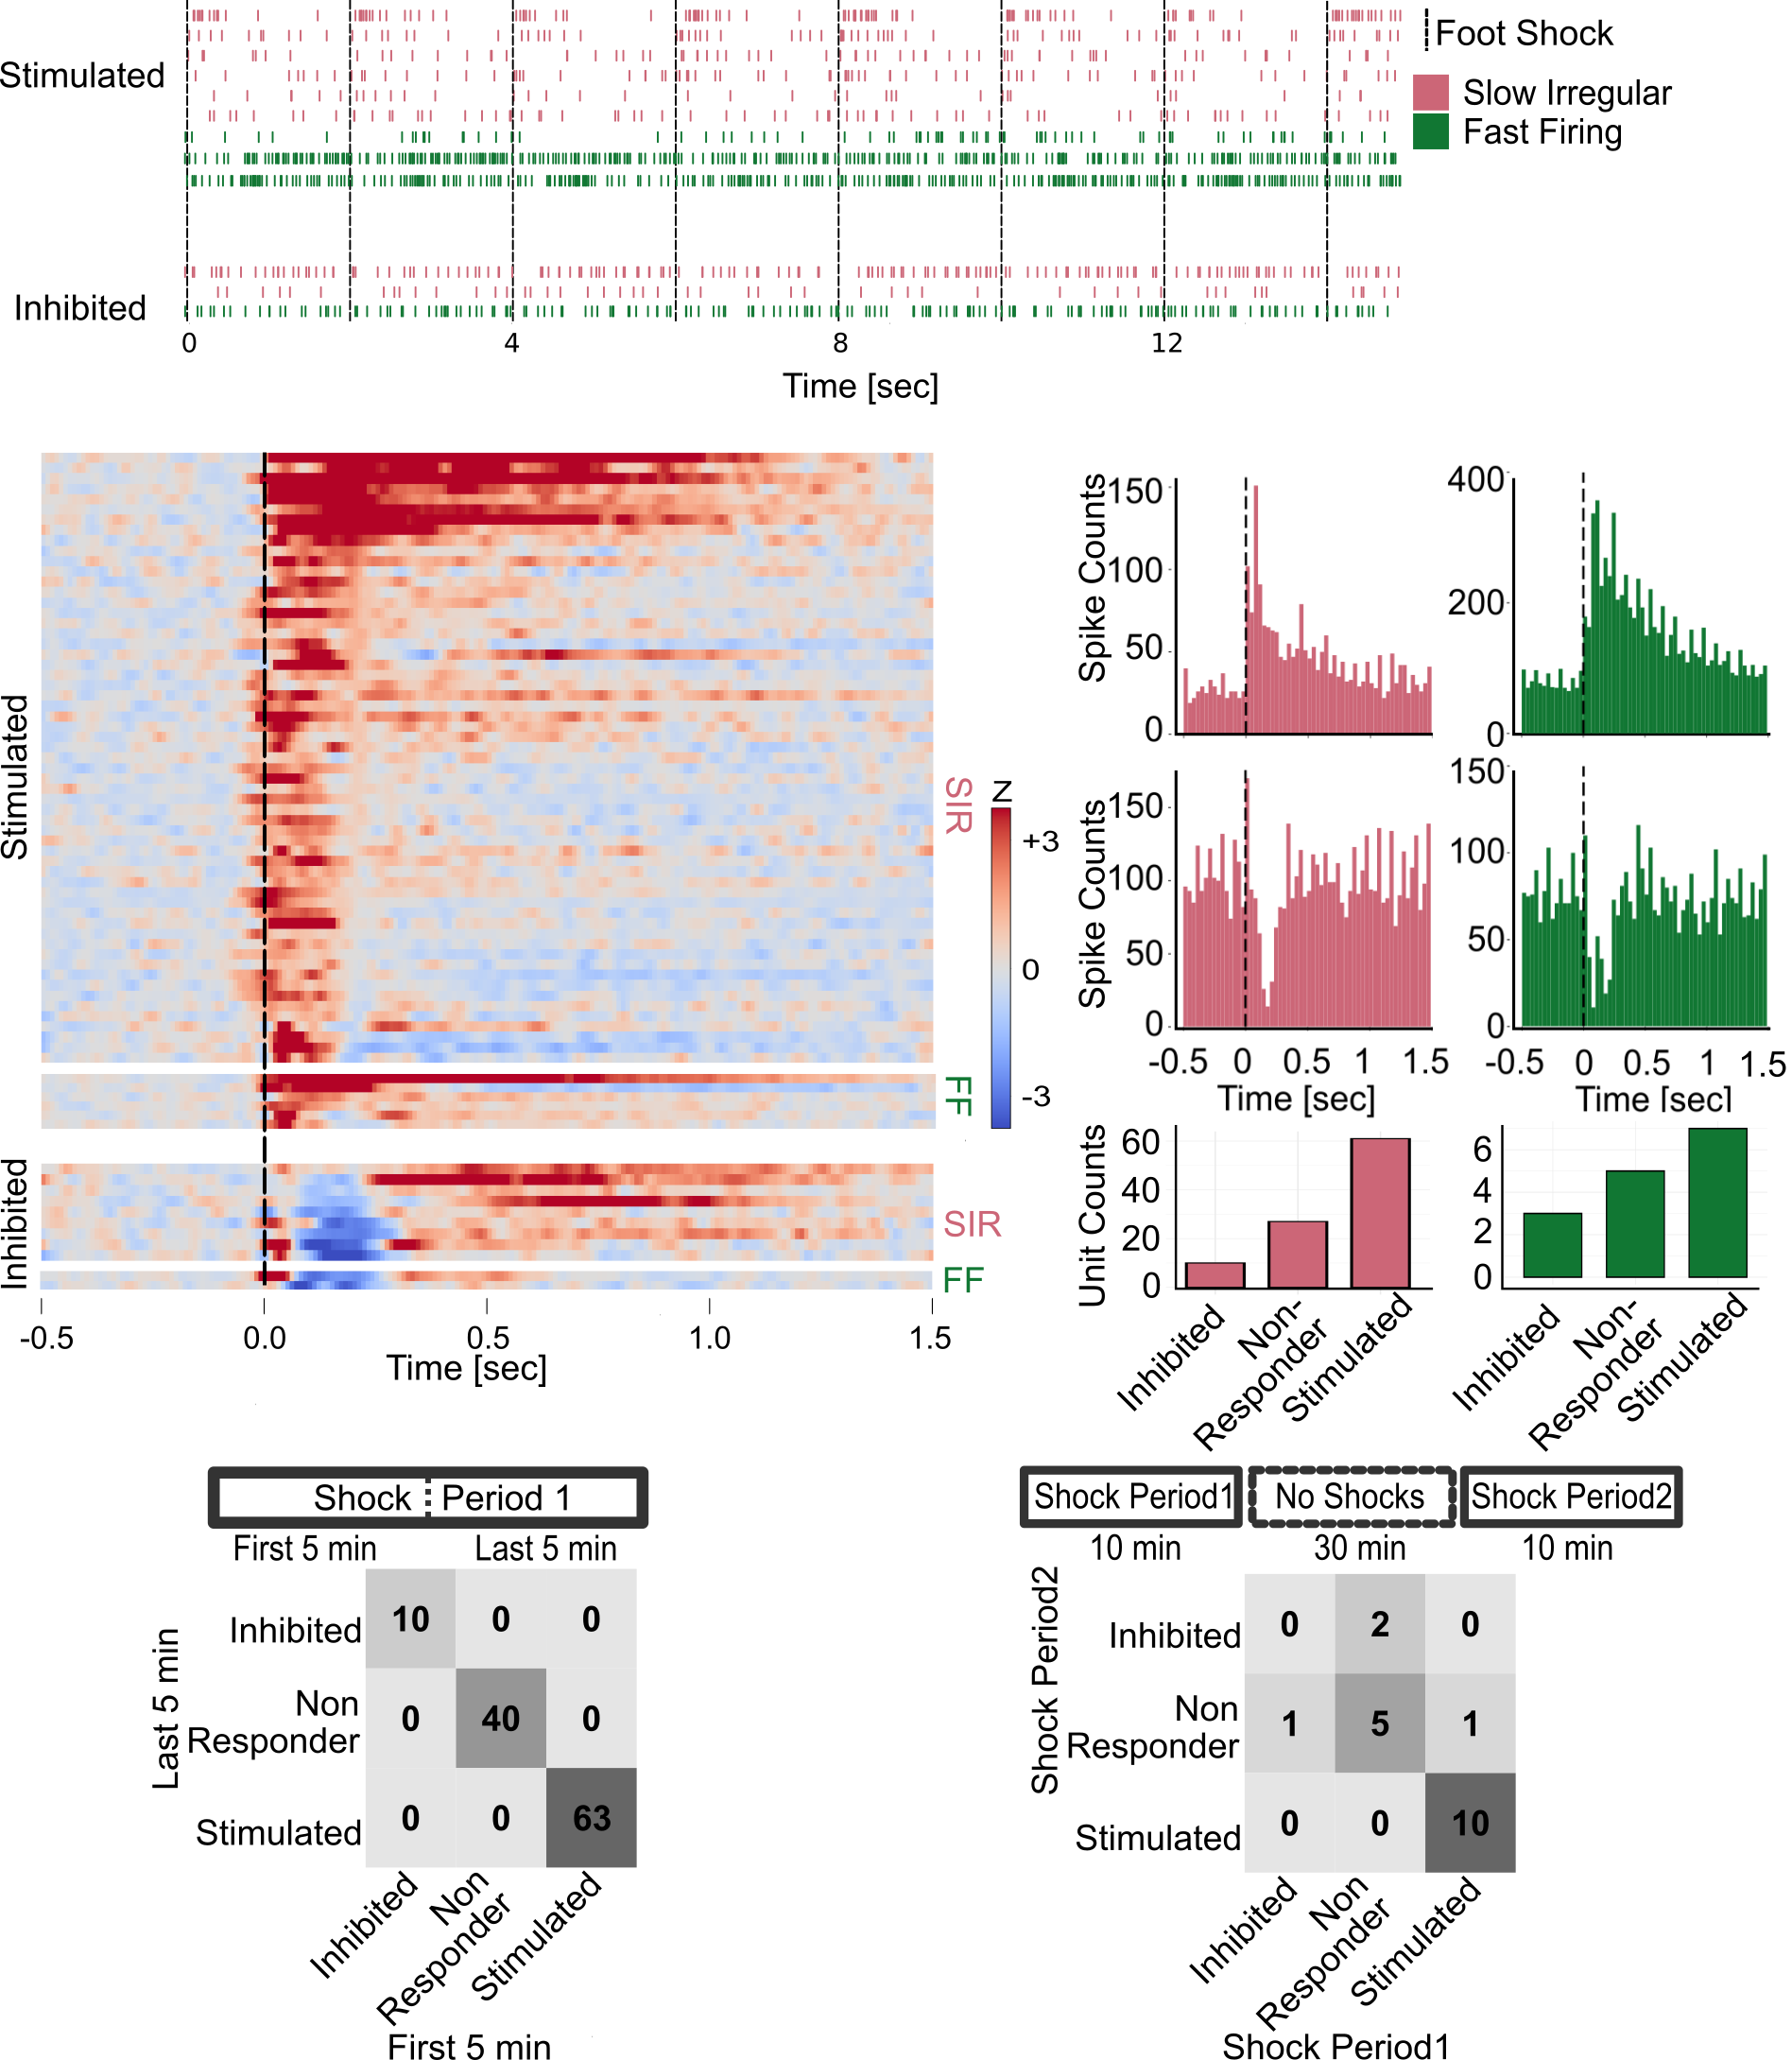 Foot Shock
Stimulated
Slow Irregular
Fast Firing
Inhibited
0 4 8 12
Time [sec]
Stimulated
SIR
FF
Inhibited
SIR
FF
Z
+3
0
-3
-0.5 0.0 0.5 1.0 1.5
Time [sec]
Spike Counts
150
100
50
0
400
200
0
Spike Counts
150
100
50
0
150
100
50
0
-0.5 0 0.5 1 1.5
Time [sec]
-0.5 0 0.5 1 1.5
Time [sec]
Unit Counts
60
40
20
0
6
4
2
0
Inhibited
Non-
Responder
Stimulated
Inhibited
Non-
Responder
Stimulated
Shock Period 1
First 5 min Last 5 min
Last 5 min
Inhibited 10 0 0
Non
Responder 0 40 0
Stimulated 0 0 63
Inhibited
Non
Responder
Stimulated
First 5 min
Shock Period1 No Shocks Shock Period2
10 min 30 min 10 min
Shock Period2
Inhibited 0 2 0
Non
Responder 1 5 1
Stimulated 0 0 10
Inhibited
Non
Responder
Stimulated
Shock Period1